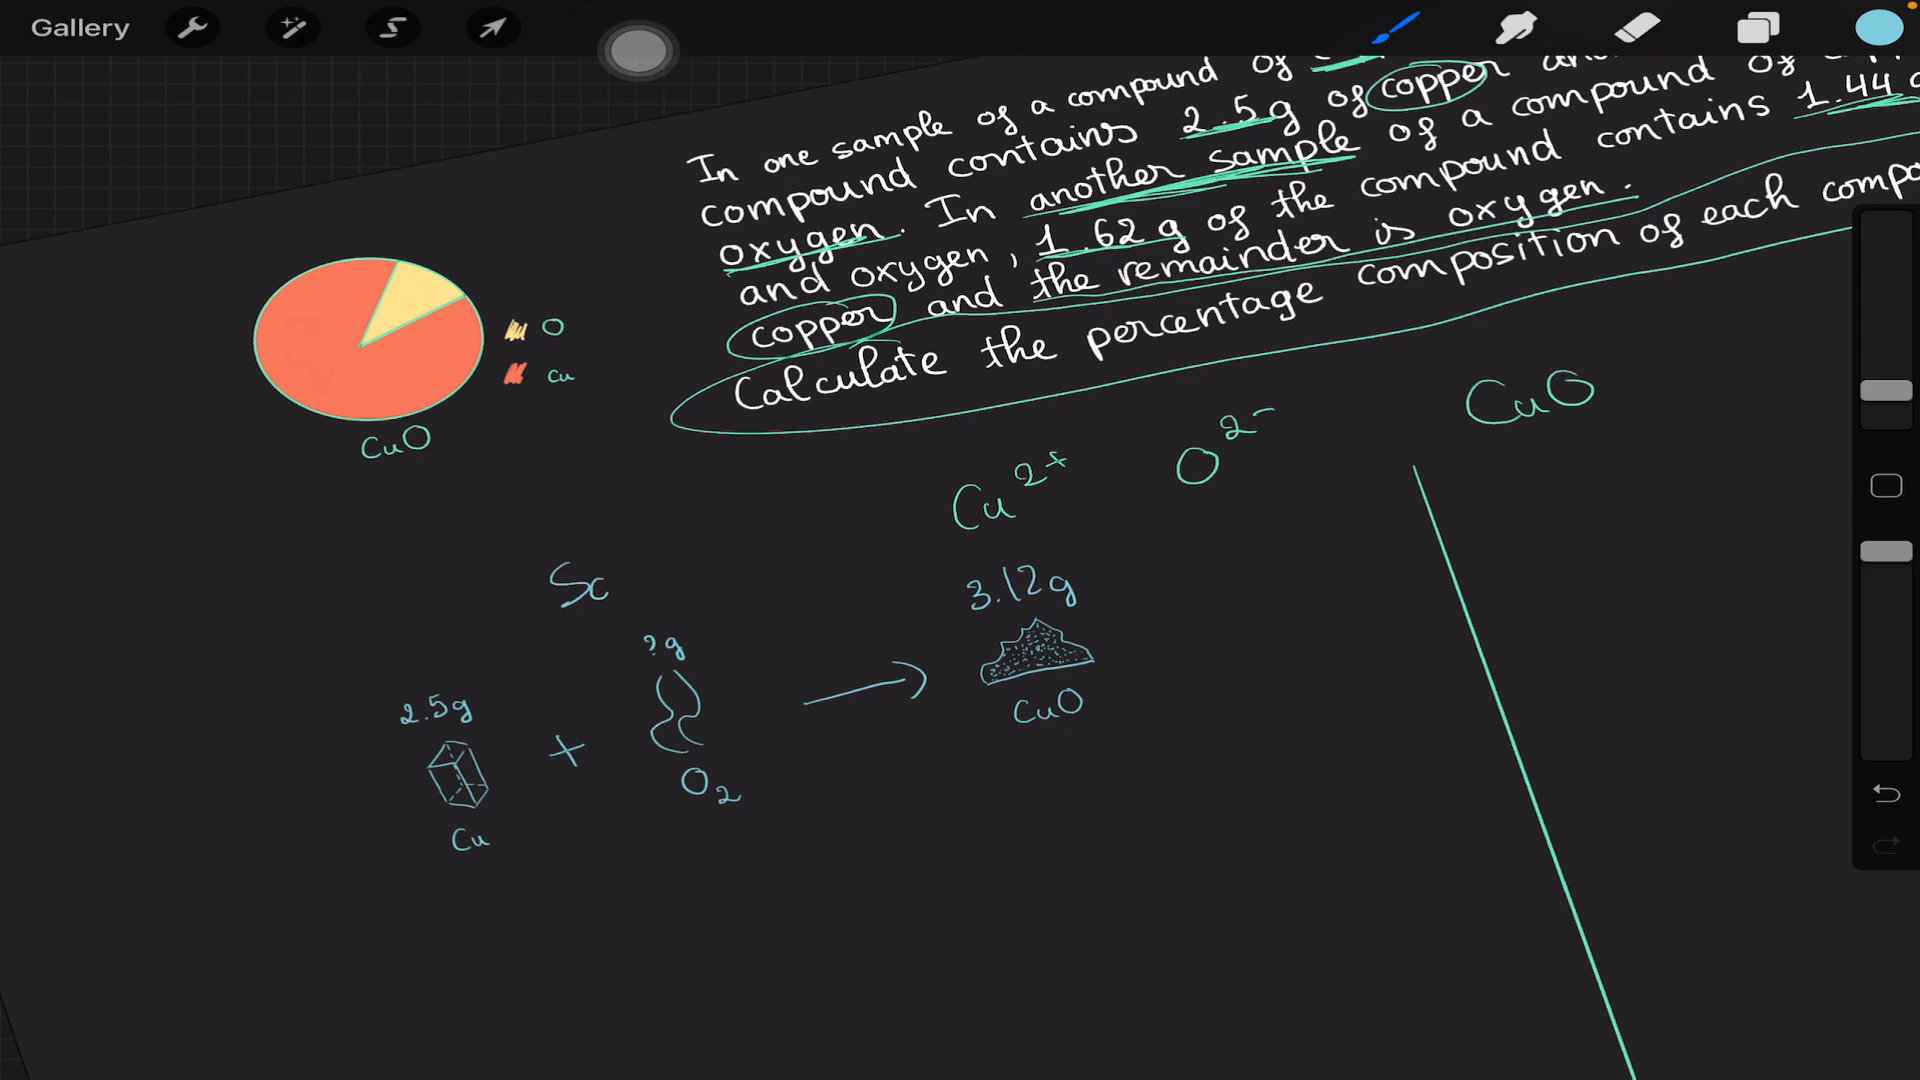 Gallery
In one sample of a compound of
compound contains 2.5g of copper
oxygen. In another sample of a compound of
and oxygen, 1.62 g of the compound contains 1.44
copper and the remainder is oxygen.
Calculate the percentage composition of each
O
Cu
CuO
CuO
Cu2+ O2-
Sc
3.12g
?g
2.5g
+
CuO
O2
Cu